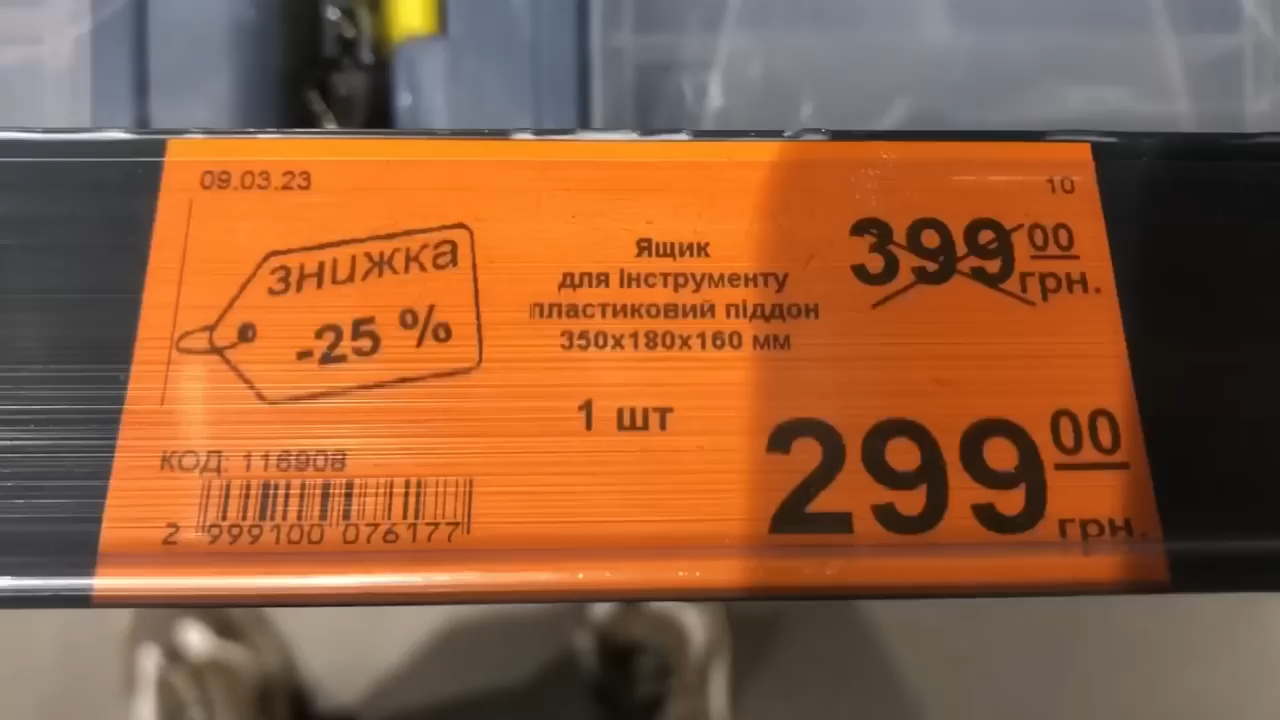 09.03.23
10
знижка
-25 %
Ящик
для інструменту
пластиковий піддон
350х180х160 мм
1 шт
399 00
грн.
299 00
грн.
КОД: 116908
2 999100 076177